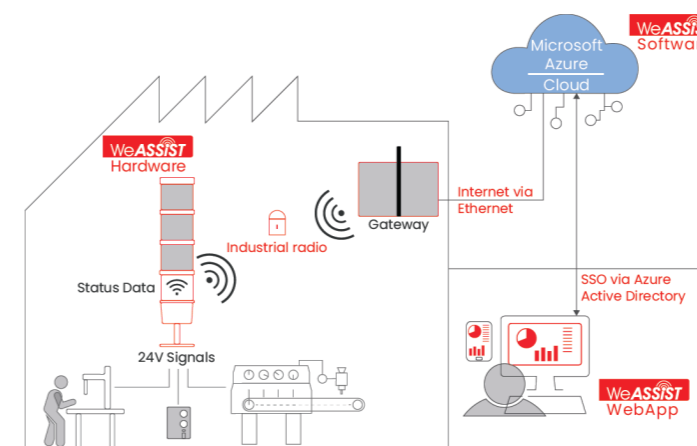 WeASSIST
Software
Microsoft
Azure
Cloud
WeASSIST
Hardware
Internet via
Ethernet
Gateway
Industrial radio
Status Data
SSO via Azure
Active Directory
24V Signals
WeASSIST
WebApp